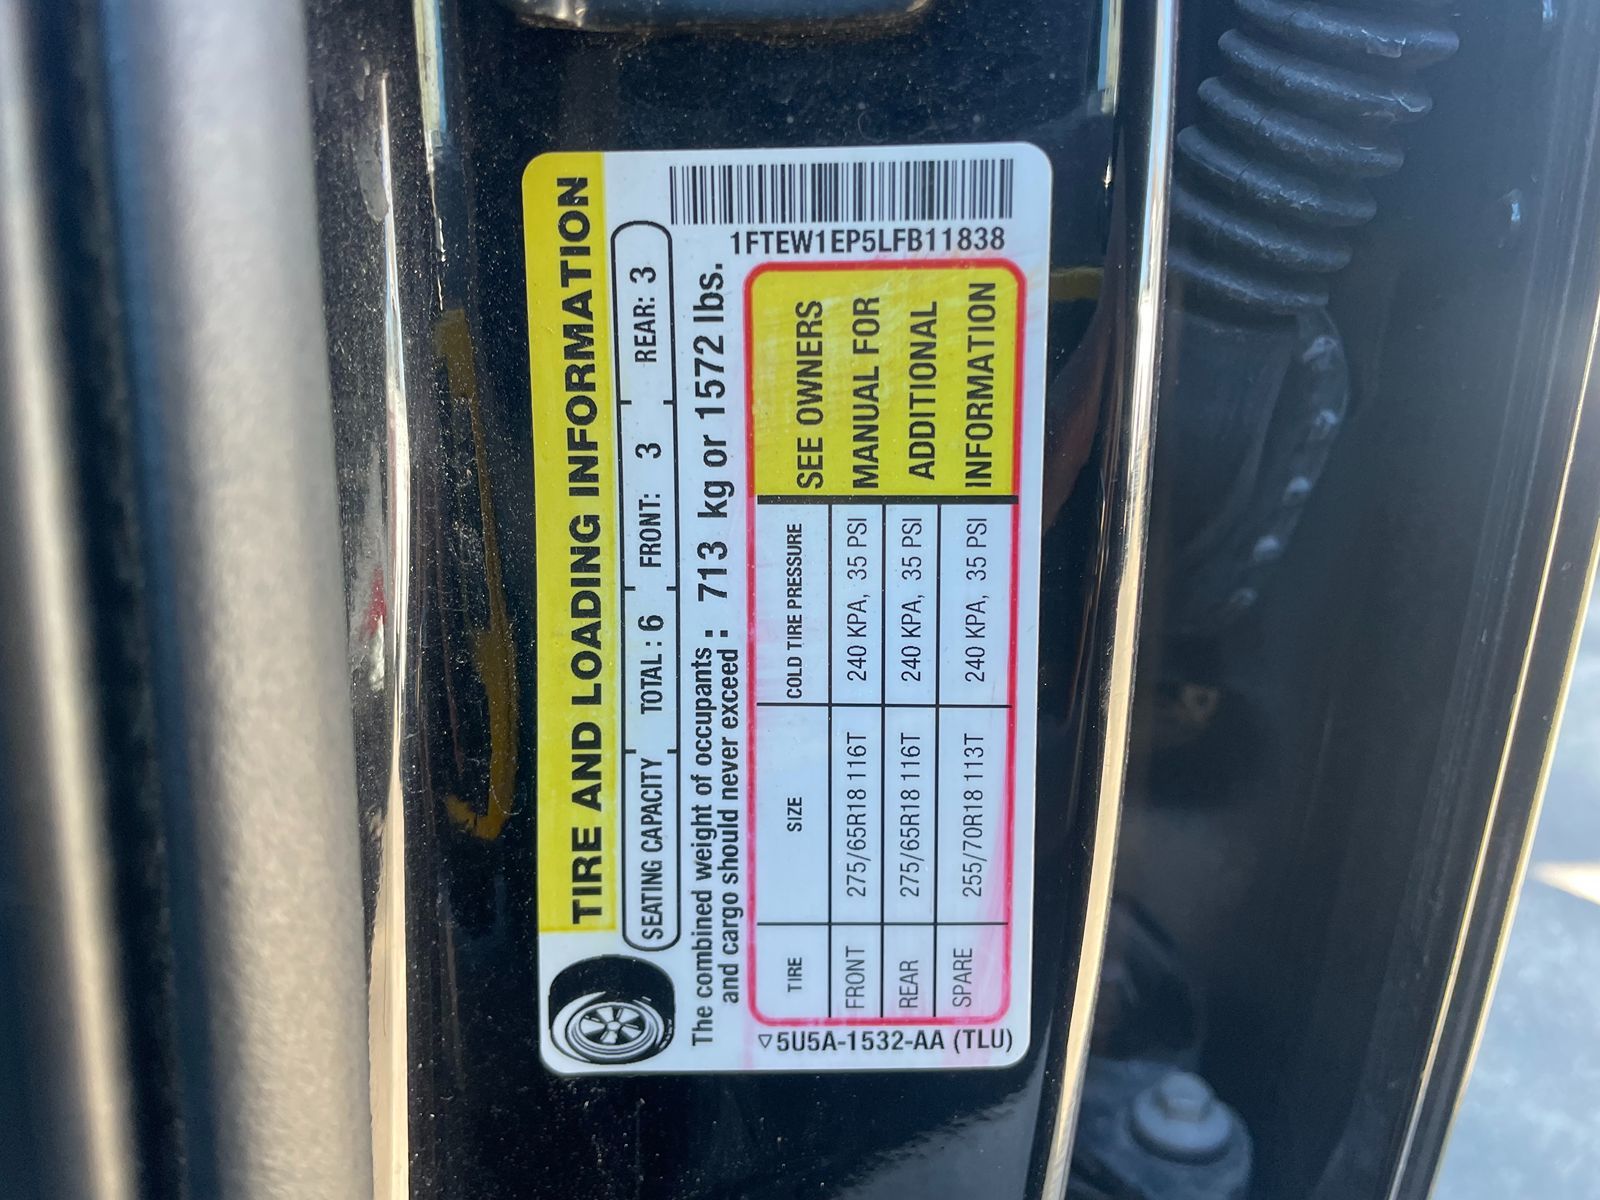 TIRE AND LOADING INFORMATION
SEATING CAPACITY TOTAL : 6 FRONT: 3 REAR: 3
The combined weight of occupants and cargo should never exceed : 713 kg or 1572 lbs.
1FTEW1EP5LFB11838
TIRE SIZE COLD TIRE PRESSURE
FRONT 275/65R18 116T 240 KPA, 35 PSI
REAR 275/65R18 116T 240 KPA, 35 PSI
SPARE 255/70R18 113T 240 KPA, 35 PSI
SEE OWNERS
MANUAL FOR
ADDITIONAL
INFORMATION
▽5U5A-1532-AA (TLU)